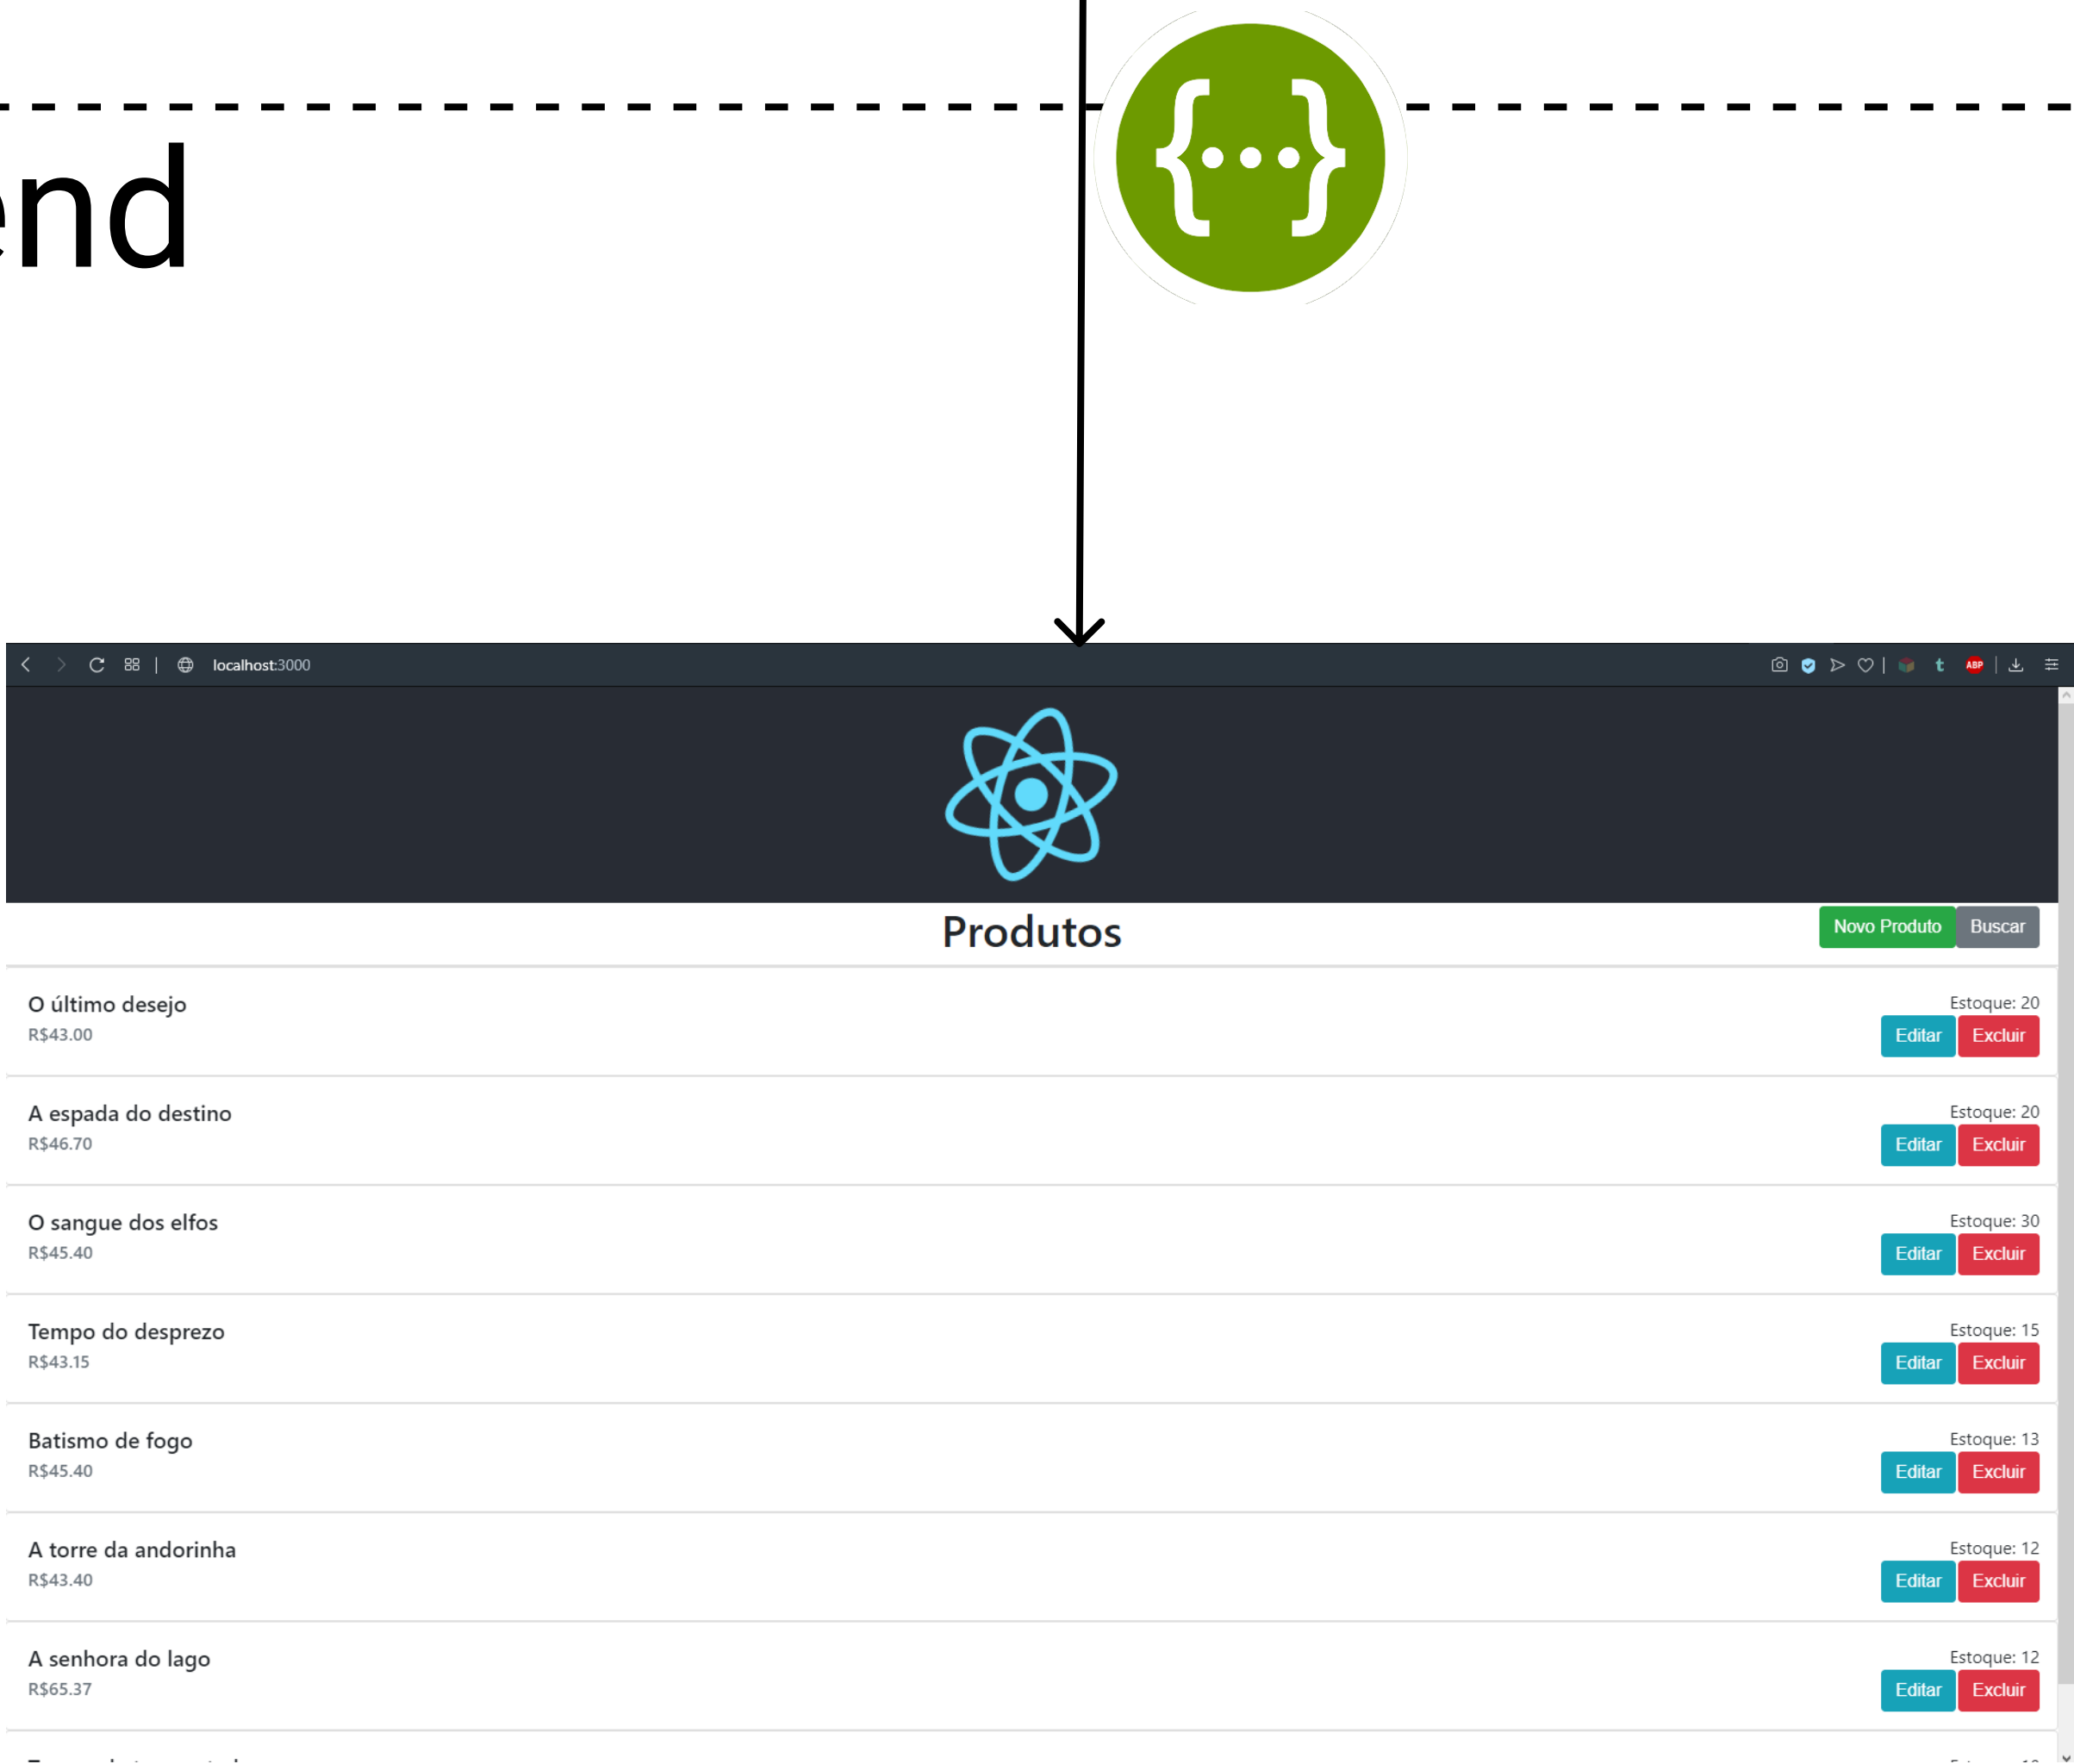 end
localhost:3000
ABP
Produtos
Novo Produto
Buscar
O último desejo
Estoque: 20
R$43.00
Editar
Excluir
A espada do destino
Estoque: 20
R$46.70
Editar
Excluir
O sangue dos elfos
Estoque: 30
R$45.40
Editar
Excluir
Tempo do desprezo
Estoque: 15
R$43.15
Editar
Excluir
Batismo de fogo
Estoque: 13
R$45.40
Editar
Excluir
A torre da andorinha
Estoque: 12
R$43.40
Editar
Excluir
A senhora do lago
Estoque: 12
R$65.37
Editar
Excluir